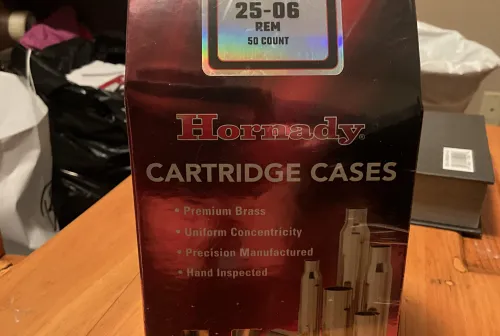 25-06
REM
50 COUNT
Hornady®
CARTRIDGE CASES
• Premium Brass
• Uniform Concentricity
• Precision Manufactured
• Hand Inspected